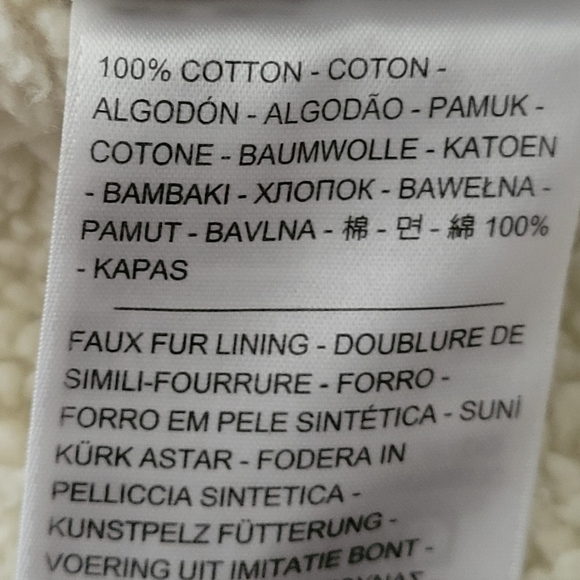 100% COTTON - COTON -
ALGODÓN - ALGODÃO - PAMUK -
COTONE - BAUMWOLLE - KATOEN
- BAMBAKI - ХЛОПОК - BAWEŁNA -
PAMUT - BAVLNA - 棉 - 면 - 綿 100%
- KAPAS
FAUX FUR LINING - DOUBLURE DE
SIMILI-FOURRURE - FORRO -
FORRO EM PELE SINTÉTICA - SUNİ
KÜRK ASTAR - FODERA IN
PELLICCIA SINTETICA -
KUNSTPELZ FÜTTERUNG -
VOERING UIT IMITATIE BONT -